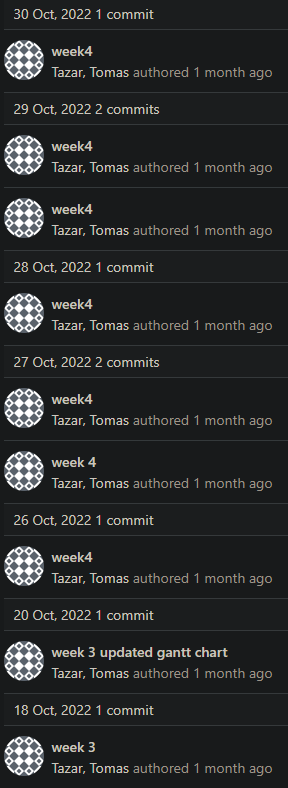 30 Oct, 2022 1 commit
week4
Tazar, Tomas authored 1 month ago
29 Oct, 2022 2 commits
week4
Tazar, Tomas authored 1 month ago
week4
Tazar, Tomas authored 1 month ago
28 Oct, 2022 1 commit
week4
Tazar, Tomas authored 1 month ago
27 Oct, 2022 2 commits
week4
Tazar, Tomas authored 1 month ago
week 4
Tazar, Tomas authored 1 month ago
26 Oct, 2022 1 commit
week4
Tazar, Tomas authored 1 month ago
20 Oct, 2022 1 commit
week 3 updated gantt chart
Tazar, Tomas authored 1 month ago
18 Oct, 2022 1 commit
week 3
Tazar, Tomas authored 1 month ago